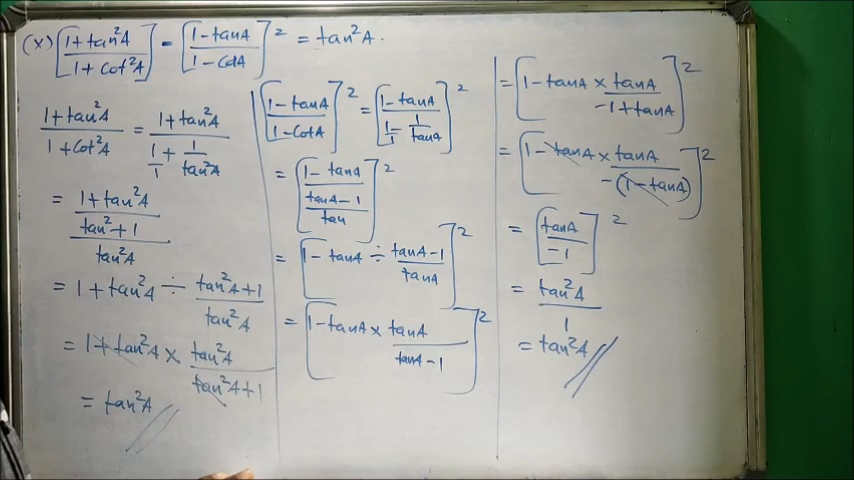 (x) [(1+tan²A)/(1+cot²A)] = [(1-tanA)/(1-cotA)]² = tan²A.
(1+tan²A)/(1+cot²A) = (1+tan²A)/(1/1 + 1/tan²A)
= (1+tan²A)/((tan²+1)/tan²A)
= 1+tan²A ÷ (tan²A+1)/tan²A
= 1+tan²A × tan²A/(tan²A+1)
= tan²A
[(1-tanA)/(1-cotA)]² = [(1-tanA)/(1/1 - 1/tanA)]²
= [(1-tanA)/((tanA-1)/tan)]²
= [1-tanA ÷ (tanA-1)/tanA]²
= [1-tanA × tanA/(tanA-1)]²
= [1-tanA × tanA/(-1+tanA)]²
= [1-tanA × tanA/(-(1-tanA))]²
= [tanA/-1]²
= tan²A/1
= tan²A